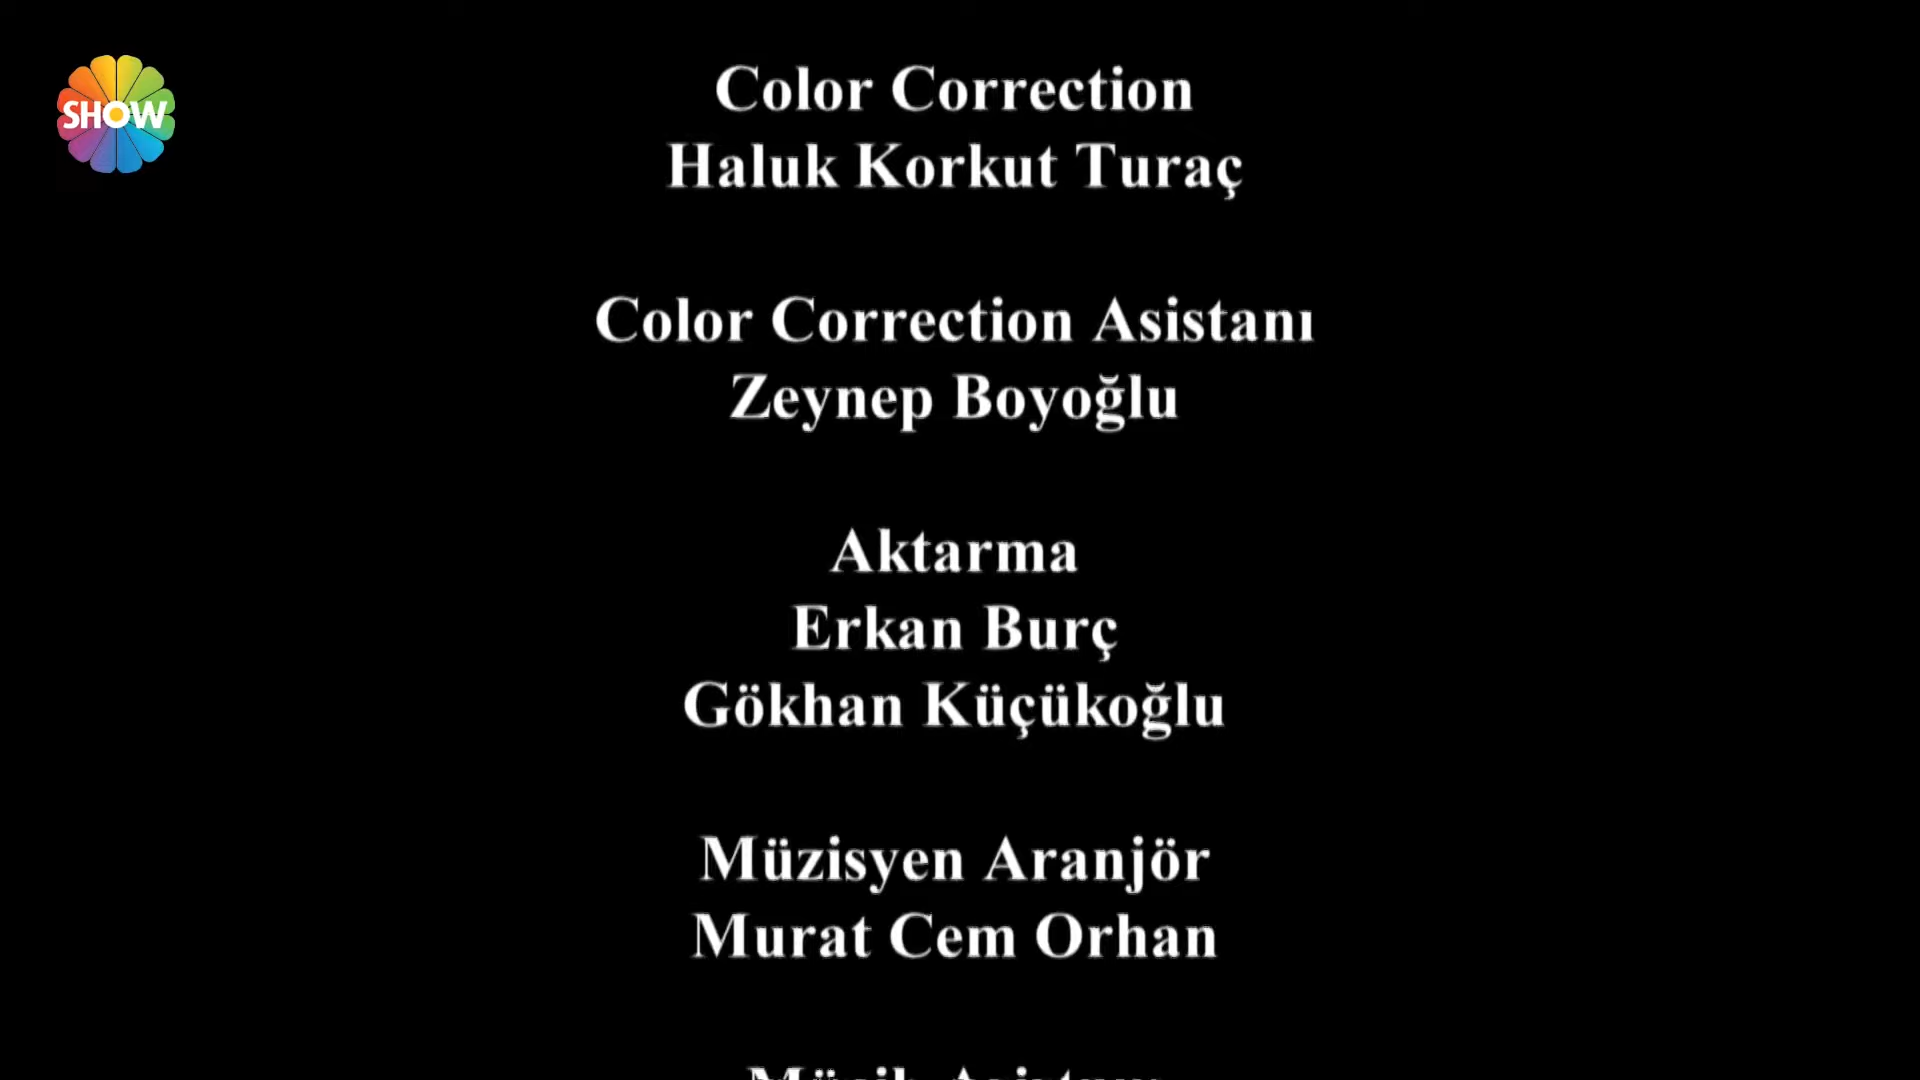 SHOW
Color Correction
Haluk Korkut Turaç
Color Correction Asistanı
Zeynep Boyoğlu
Aktarma
Erkan Burç
Gökhan Küçükoğlu
Müzisyen Aranjör
Murat Cem Orhan